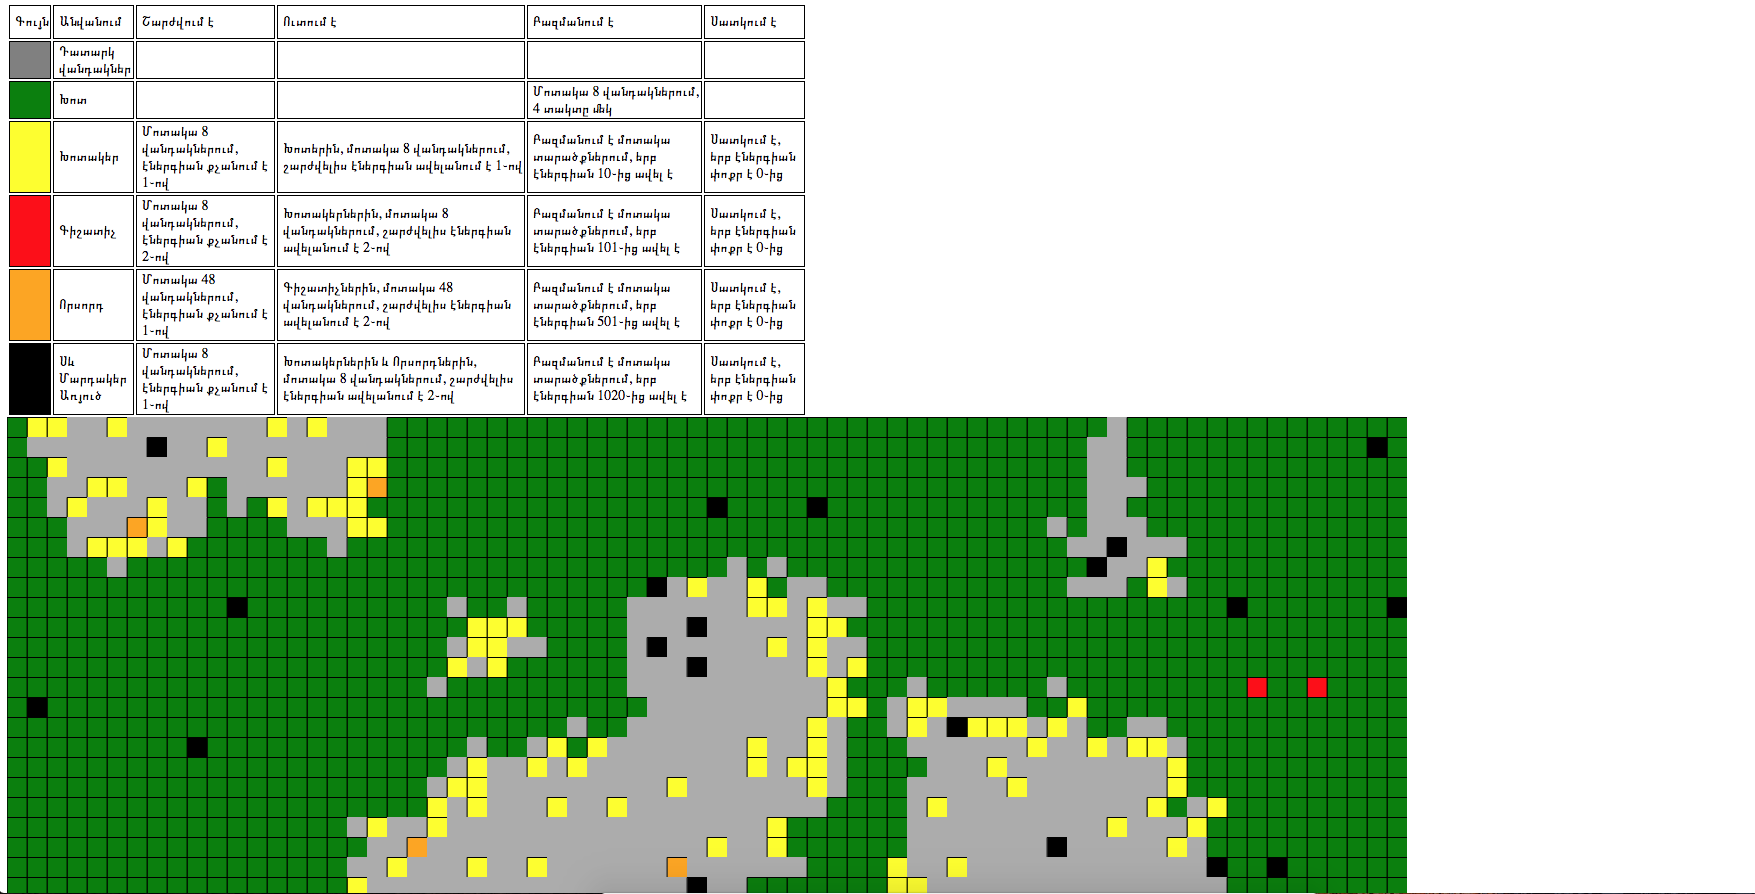 Գույն Անվանում Շարժվում է Ուտում է Բազմանում է Սատկում է
Դատարկ
վանդակներ
Խոտ
Մոտակա 8 վանդակներում,
4 տակտը մեկ
Խոտակեր
Մոտակա 8
վանդակներում,
էներգիան քչանում է
1-ով
Խոտերին, մոտակա 8 վանդակներում,
շարժվելիս էներգիան ավելանում է 1-ով
Բազմանում է մոտակա
տարածքներում, երբ
էներգիան 10-ից ավել է
Սատկում է,
երբ էներգիան
փոքր է 0-ից
Գիշատիչ
Մոտակա 8
վանդակներում,
էներգիան քչանում է
2-ով
Խոտակերներին, մոտակա 8
վանդակներում, շարժվելիս էներգիան
ավելանում է 2-ով
Բազմանում է մոտակա
տարածքներում, երբ
էներգիան 101-ից ավել է
Սատկում է,
երբ էներգիան
փոքր է 0-ից
Որսորդ
Մոտակա 48
վանդակներում,
էներգիան քչանում է
1-ով
Գիշատիչներին, մոտակա 48
վանդակներում, շարժվելիս էներգիան
ավելանում է 2-ով
Բազմանում է մոտակա
տարածքներում, երբ
էներգիան 501-ից ավել է
Սատկում է,
երբ էներգիան
փոքր է 0-ից
Սև
Մարդակեր
Առյուծ
Մոտակա 8
վանդակներում,
էներգիան քչանում է
1-ով
Խոտակերներին և Որսորդներին,
մոտակա 8 վանդակներում, շարժվելիս
էներգիան ավելանում է 2-ով
Բազմանում է մոտակա
տարածքներում, երբ
էներգիան 1020-ից ավել է
Սատկում է,
երբ էներգիան
փոքր է 0-ից